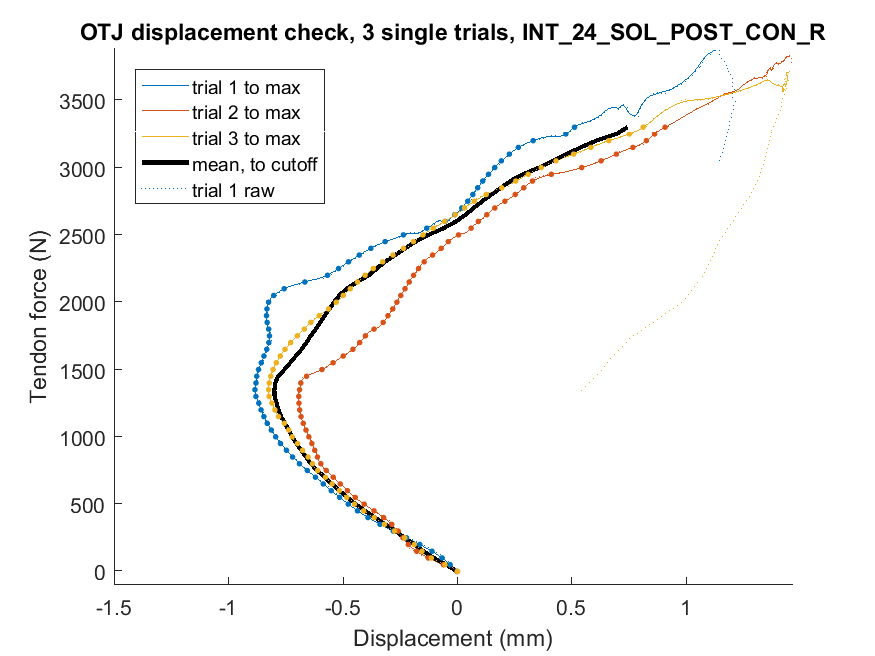 OTJ displacement check, 3 single trials, INT_24_SOL_POST_CON_R
trial 1 to max
trial 2 to max
trial 3 to max
mean, to cutoff
trial 1 raw
Tendon force (N)
3500
3000
2500
2000
1500
1000
500
0
-1.5 -1 -0.5 0 0.5 1
Displacement (mm)